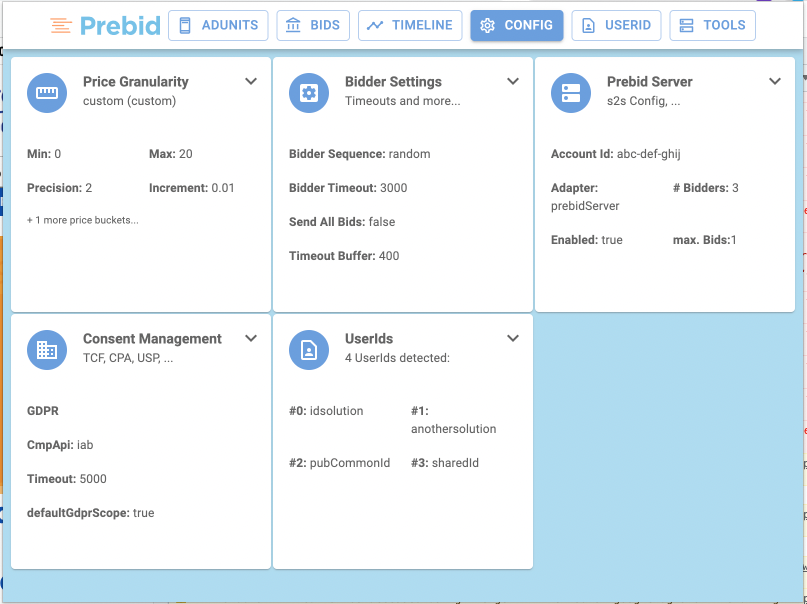 Prebid
ADUNITS
BIDS
TIMELINE
CONFIG
USERID
TOOLS
Price Granularity
custom (custom)
Min: 0
Max: 20
Precision: 2
Increment: 0.01
+ 1 more price buckets...
Bidder Settings
Timeouts and more...
Bidder Sequence: random
Bidder Timeout: 3000
Send All Bids: false
Timeout Buffer: 400
Prebid Server
s2s Config, ...
Account Id: abc-def-ghij
Adapter:
prebidServer
# Bidders: 3
Enabled: true
max. Bids:1
Consent Management
TCF, CPA, USP, ...
GDPR
CmpApi: iab
Timeout: 5000
defaultGdprScope: true
UserIds
4 UserIds detected:
#0: idsolution
#1:
anothersolution
#2: pubCommonId
#3: sharedId